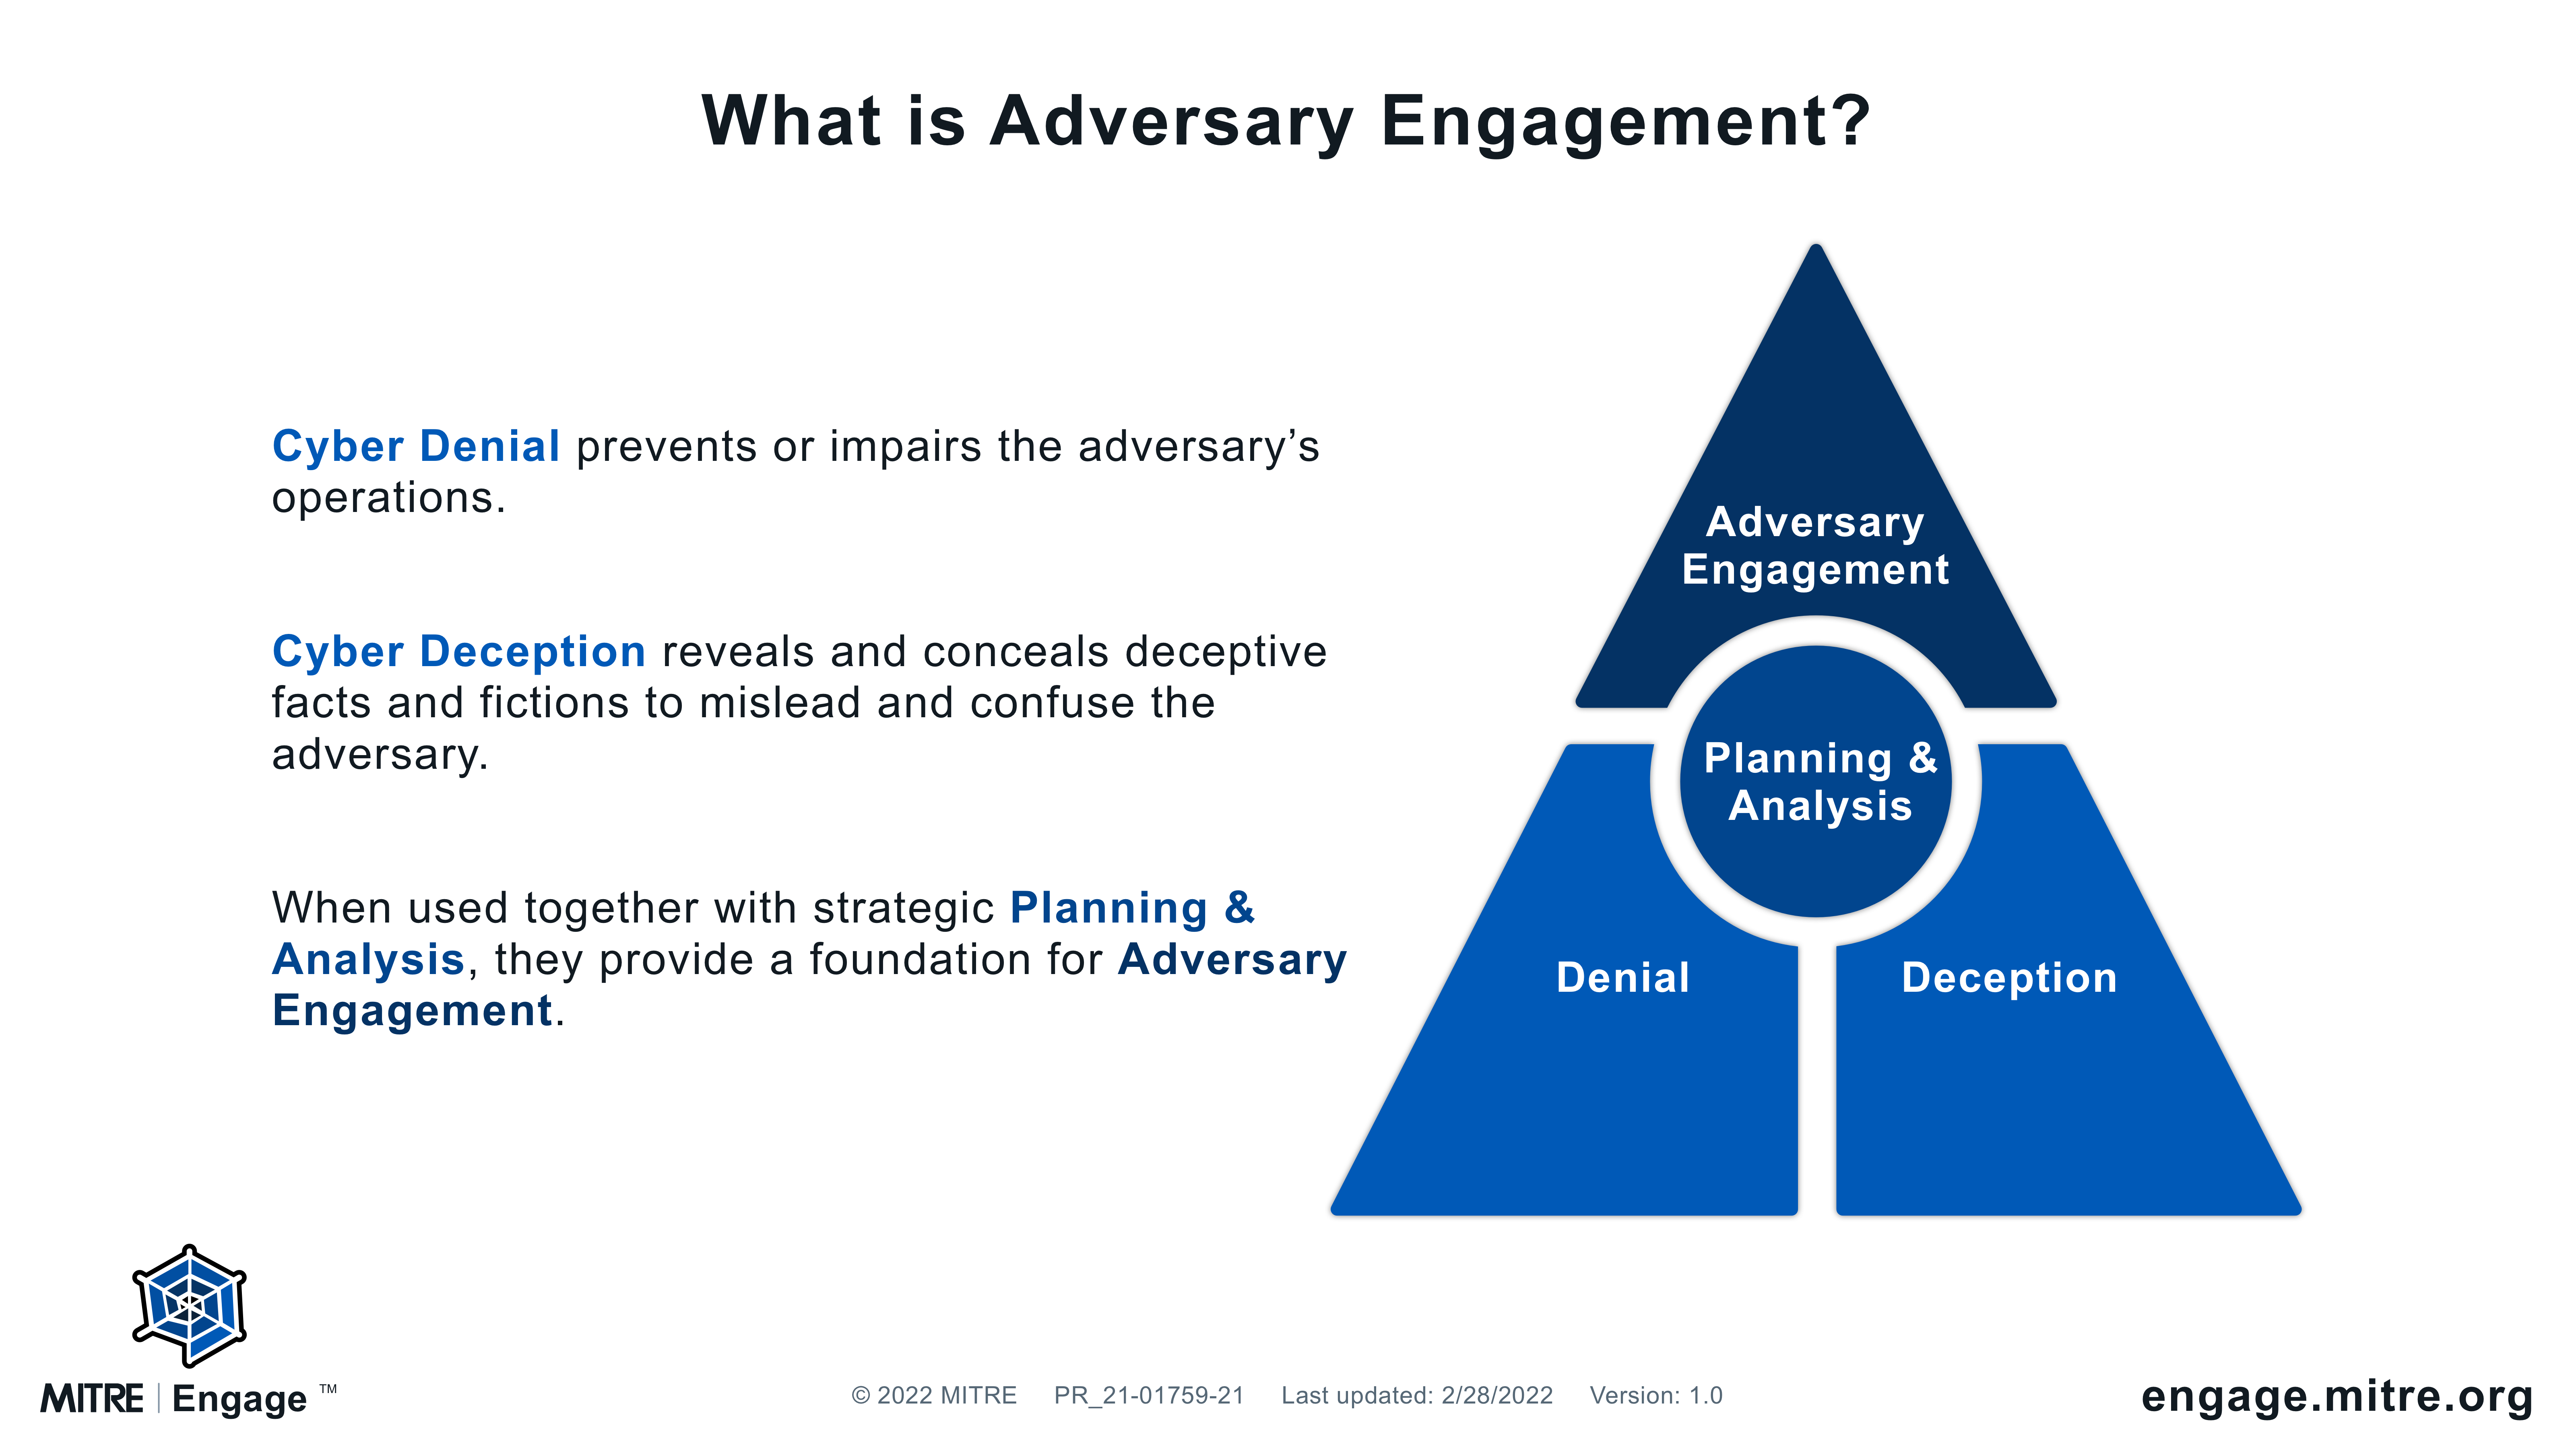 What is Adversary Engagement?
Cyber Denial prevents or impairs the adversary’s
operations.
Cyber Deception reveals and conceals deceptive
facts and fictions to mislead and confuse the
adversary.
When used together with strategic Planning &
Analysis, they provide a foundation for Adversary
Engagement.
Adversary
Engagement
Planning &
Analysis
Denial
Deception
MITRE | Engage ™
© 2022 MITRE PR_21-01759-21 Last updated: 2/28/2022 Version: 1.0
engage.mitre.org